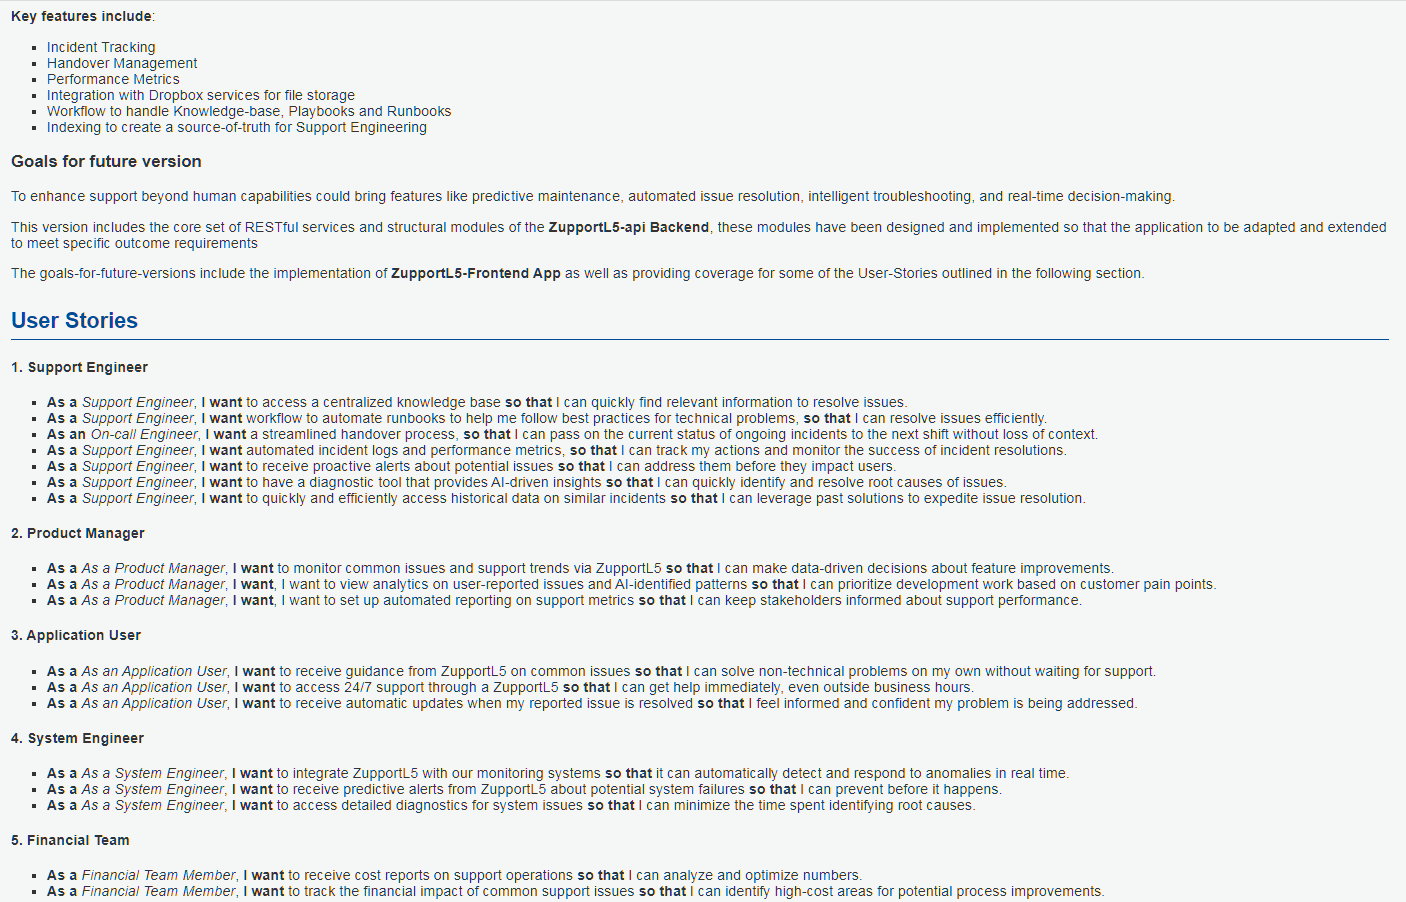 Key features include:
Incident Tracking
Handover Management
Performance Metrics
Integration with Dropbox services for file storage
Workflow to handle Knowledge-base, Playbooks and Runbooks
Indexing to create a source-of-truth for Support Engineering
Goals for future version
To enhance support beyond human capabilities could bring features like predictive maintenance, automated issue resolution, intelligent troubleshooting, and real-time decision-making.
This version includes the core set of RESTful services and structural modules of the ZupportL5-api Backend, these modules have been designed and implemented so that the application to be adapted and extended
to meet specific outcome requirements
The goals-for-future-versions include the implementation of ZupportL5-Frontend App as well as providing coverage for some of the User-Stories outlined in the following section.
User Stories
1. Support Engineer
As a Support Engineer, I want to access a centralized knowledge base so that I can quickly find relevant information to resolve issues.
As a Support Engineer, I want workflow to automate runbooks to help me follow best practices for technical problems, so that I can resolve issues efficiently.
As an On-call Engineer, I want a streamlined handover process, so that I can pass on the current status of ongoing incidents to the next shift without loss of context.
As a Support Engineer, I want automated incident logs and performance metrics, so that I can track my actions and monitor the success of incident resolutions.
As a Support Engineer, I want to receive proactive alerts about potential issues so that I can address them before they impact users.
As a Support Engineer, I want to have a diagnostic tool that provides AI-driven insights so that I can quickly identify and resolve root causes of issues.
As a Support Engineer, I want to quickly and efficiently access historical data on similar incidents so that I can leverage past solutions to expedite issue resolution.
2. Product Manager
As a As a Product Manager, I want to monitor common issues and support trends via ZupportL5 so that I can make data-driven decisions about feature improvements.
As a As a Product Manager, I want, I want to view analytics on user-reported issues and AI-identified patterns so that I can prioritize development work based on customer pain points.
As a As a Product Manager, I want, I want to set up automated reporting on support metrics so that I can keep stakeholders informed about support performance.
3. Application User
As a As an Application User, I want to receive guidance from ZupportL5 on common issues so that I can solve non-technical problems on my own without waiting for support.
As a As an Application User, I want to access 24/7 support through a ZupportL5 so that I can get help immediately, even outside business hours.
As a As an Application User, I want to receive automatic updates when my reported issue is resolved so that I feel informed and confident my problem is being addressed.
4. System Engineer
As a As a System Engineer, I want to integrate ZupportL5 with our monitoring systems so that it can automatically detect and respond to anomalies in real time.
As a As a System Engineer, I want to receive predictive alerts from ZupportL5 about potential system failures so that I can prevent before it happens.
As a As a System Engineer, I want to access detailed diagnostics for system issues so that I can minimize the time spent identifying root causes.
5. Financial Team
As a Financial Team Member, I want to receive cost reports on support operations so that I can analyze and optimize numbers.
As a Financial Team Member, I want to track the financial impact of common support issues so that I can identify high-cost areas for potential process improvements.